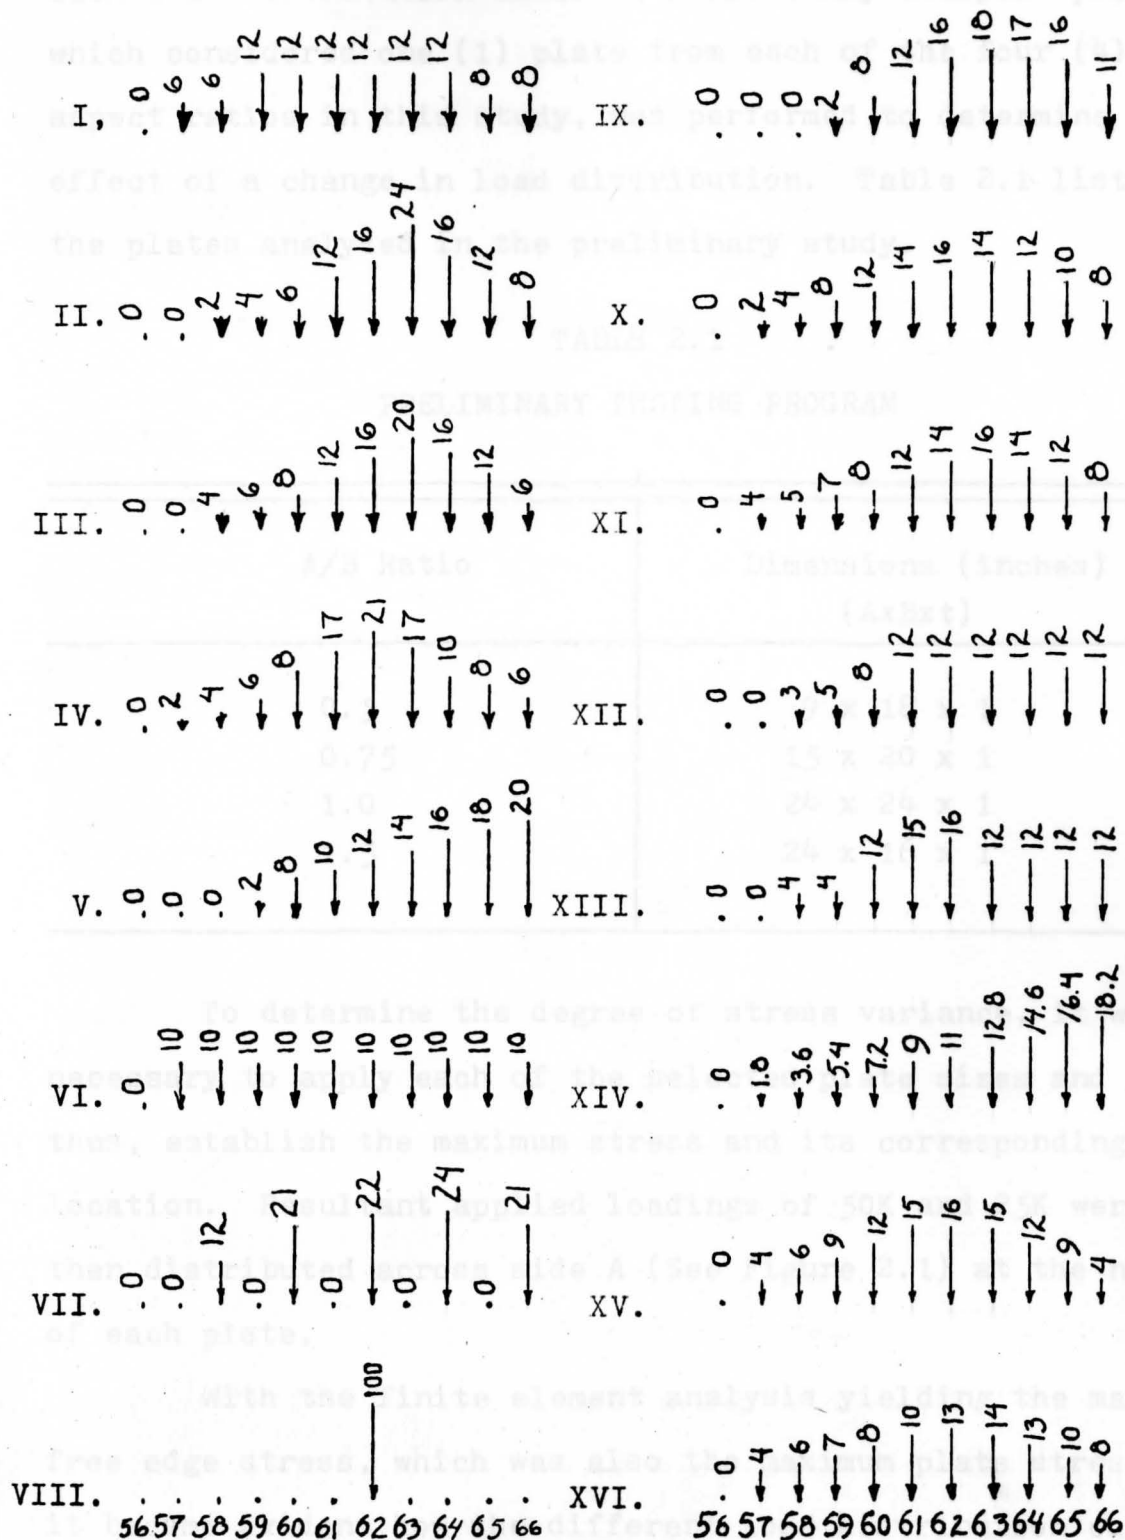 I. 0 6 6 12 12 12 12 12 12 8 8
IX. 0 0 0 2 8 12 16 18 17 16 11
II. 0 0 2 4 6 12 16 24 16 12 8
X. 0 2 4 8 12 14 16 14 12 10 8
III. 0 0 4 6 8 12 16 20 16 12 6
XI. 0 4 5 7 8 12 14 16 14 12 8
IV. 0 2 4 6 8 17 21 17 10 8 6
XII. 0 0 3 5 8 12 12 12 12 12 12
V. 0 0 0 2 8 10 12 14 16 18 20
XIII. 0 0 4 4 12 15 16 12 12 12 12
VI. 0 10 10 10 10 10 10 10 10 10 10
XIV. 0 1.8 3.6 5.4 7.2 9 11 12.8 14.6 16.4 18.2
VII. 0 0 12 0 21 0 22 0 24 0 21
XV. 0 4 6 9 12 15 16 15 12 9 4
VIII. 100
XVI. 0 4 6 7 8 10 13 14 13 10 8
56 57 58 59 60 61 62 63 64 65 66
56 57 58 59 60 61 62 63 64 65 66
which considered one (1) plate from each of the four (4)
aspect ratios in this study, performed to determine
effect of a change in load distribution. Table 2.1 list
the plates analyzed in the preliminary study
TABLE 2.1
PRELIMINARY PROGRAM
A/B Ratio
Dimensions (inches)
(AxBxt)
0.75
15 x 20 x 1
1.0
24 x 24 x 1
24 x 16 x 1
To determine the degree of stress variance,
necessary to apply each of the selected plate sizes and
then, establish the maximum stress and its corresponding
location. Resultant applied loadings of 50K and
then distributed across side A (See Figure 2.1) at the
of each plate.
With the finite element analysis yielding the
free edge stress, which was also the maximum plate